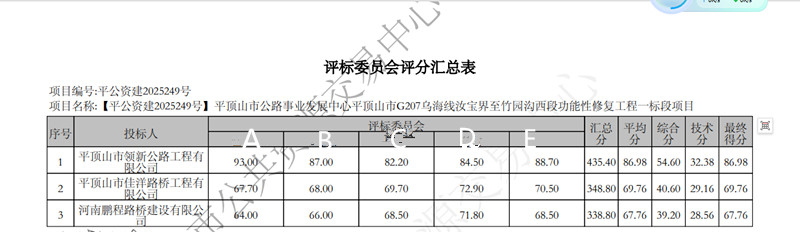 评标委员会评分汇总表
项目编号:平公资建2025249号
项目名称:【平公资建2025249号】平顶山市公路事业发展中心平顶山市G207乌海线汝宝界至竹园沟西段功能性修复工程一标段项目
序号 投标人 评标委员会 汇总分 平均分 综合分 技术分 最终得分
A B C D E
1 平顶山市领新公路工程有限公司 93.00 87.00 82.20 84.50 88.70 435.40 86.98 54.60 32.38 86.98
2 平顶山市佳洋路桥工程有限公司 67.70 68.00 69.70 72.90 70.50 348.80 69.76 40.60 29.16 69.76
3 河南鹏程路桥建设有限公司 64.00 66.00 68.50 71.80 68.50 338.80 67.76 39.20 28.56 67.76